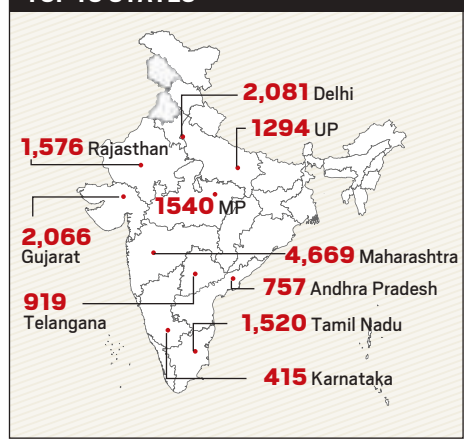 2,081 Delhi
1294 UP
1,576 Rajasthan
1540 MP
2,066
Gujarat
4,669 Maharashtra
757 Andhra Pradesh
919
Telangana
1,520 Tamil Nadu
415 Karnataka